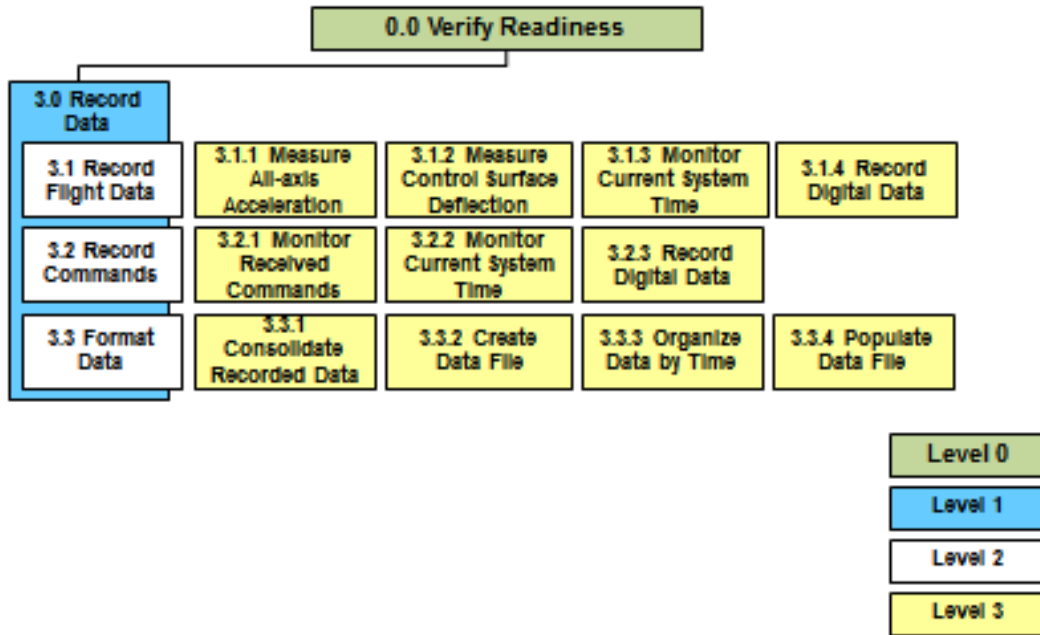 0.0 Verify Readiness
3.0 Record
Data
3.1 Record
Flight Data
3.1.1 Measure
All-axis
Acceleration
3.1.2 Measure
Control Surface
Deflection
3.1.3 Monitor
Current System
Time
3.1.4 Record
Digital Data
3.2 Record
Commands
3.2.1 Monitor
Received
Commands
3.2.2 Monitor
Current System
Time
3.2.3 Record
Digital Data
3.3 Format
Data
3.3.1
Consolidate
Recorded Data
3.3.2 Create
Data File
3.3.3 Organize
Data by Time
3.3.4 Populate
Data File
Level 0
Level 1
Level 2
Level 3